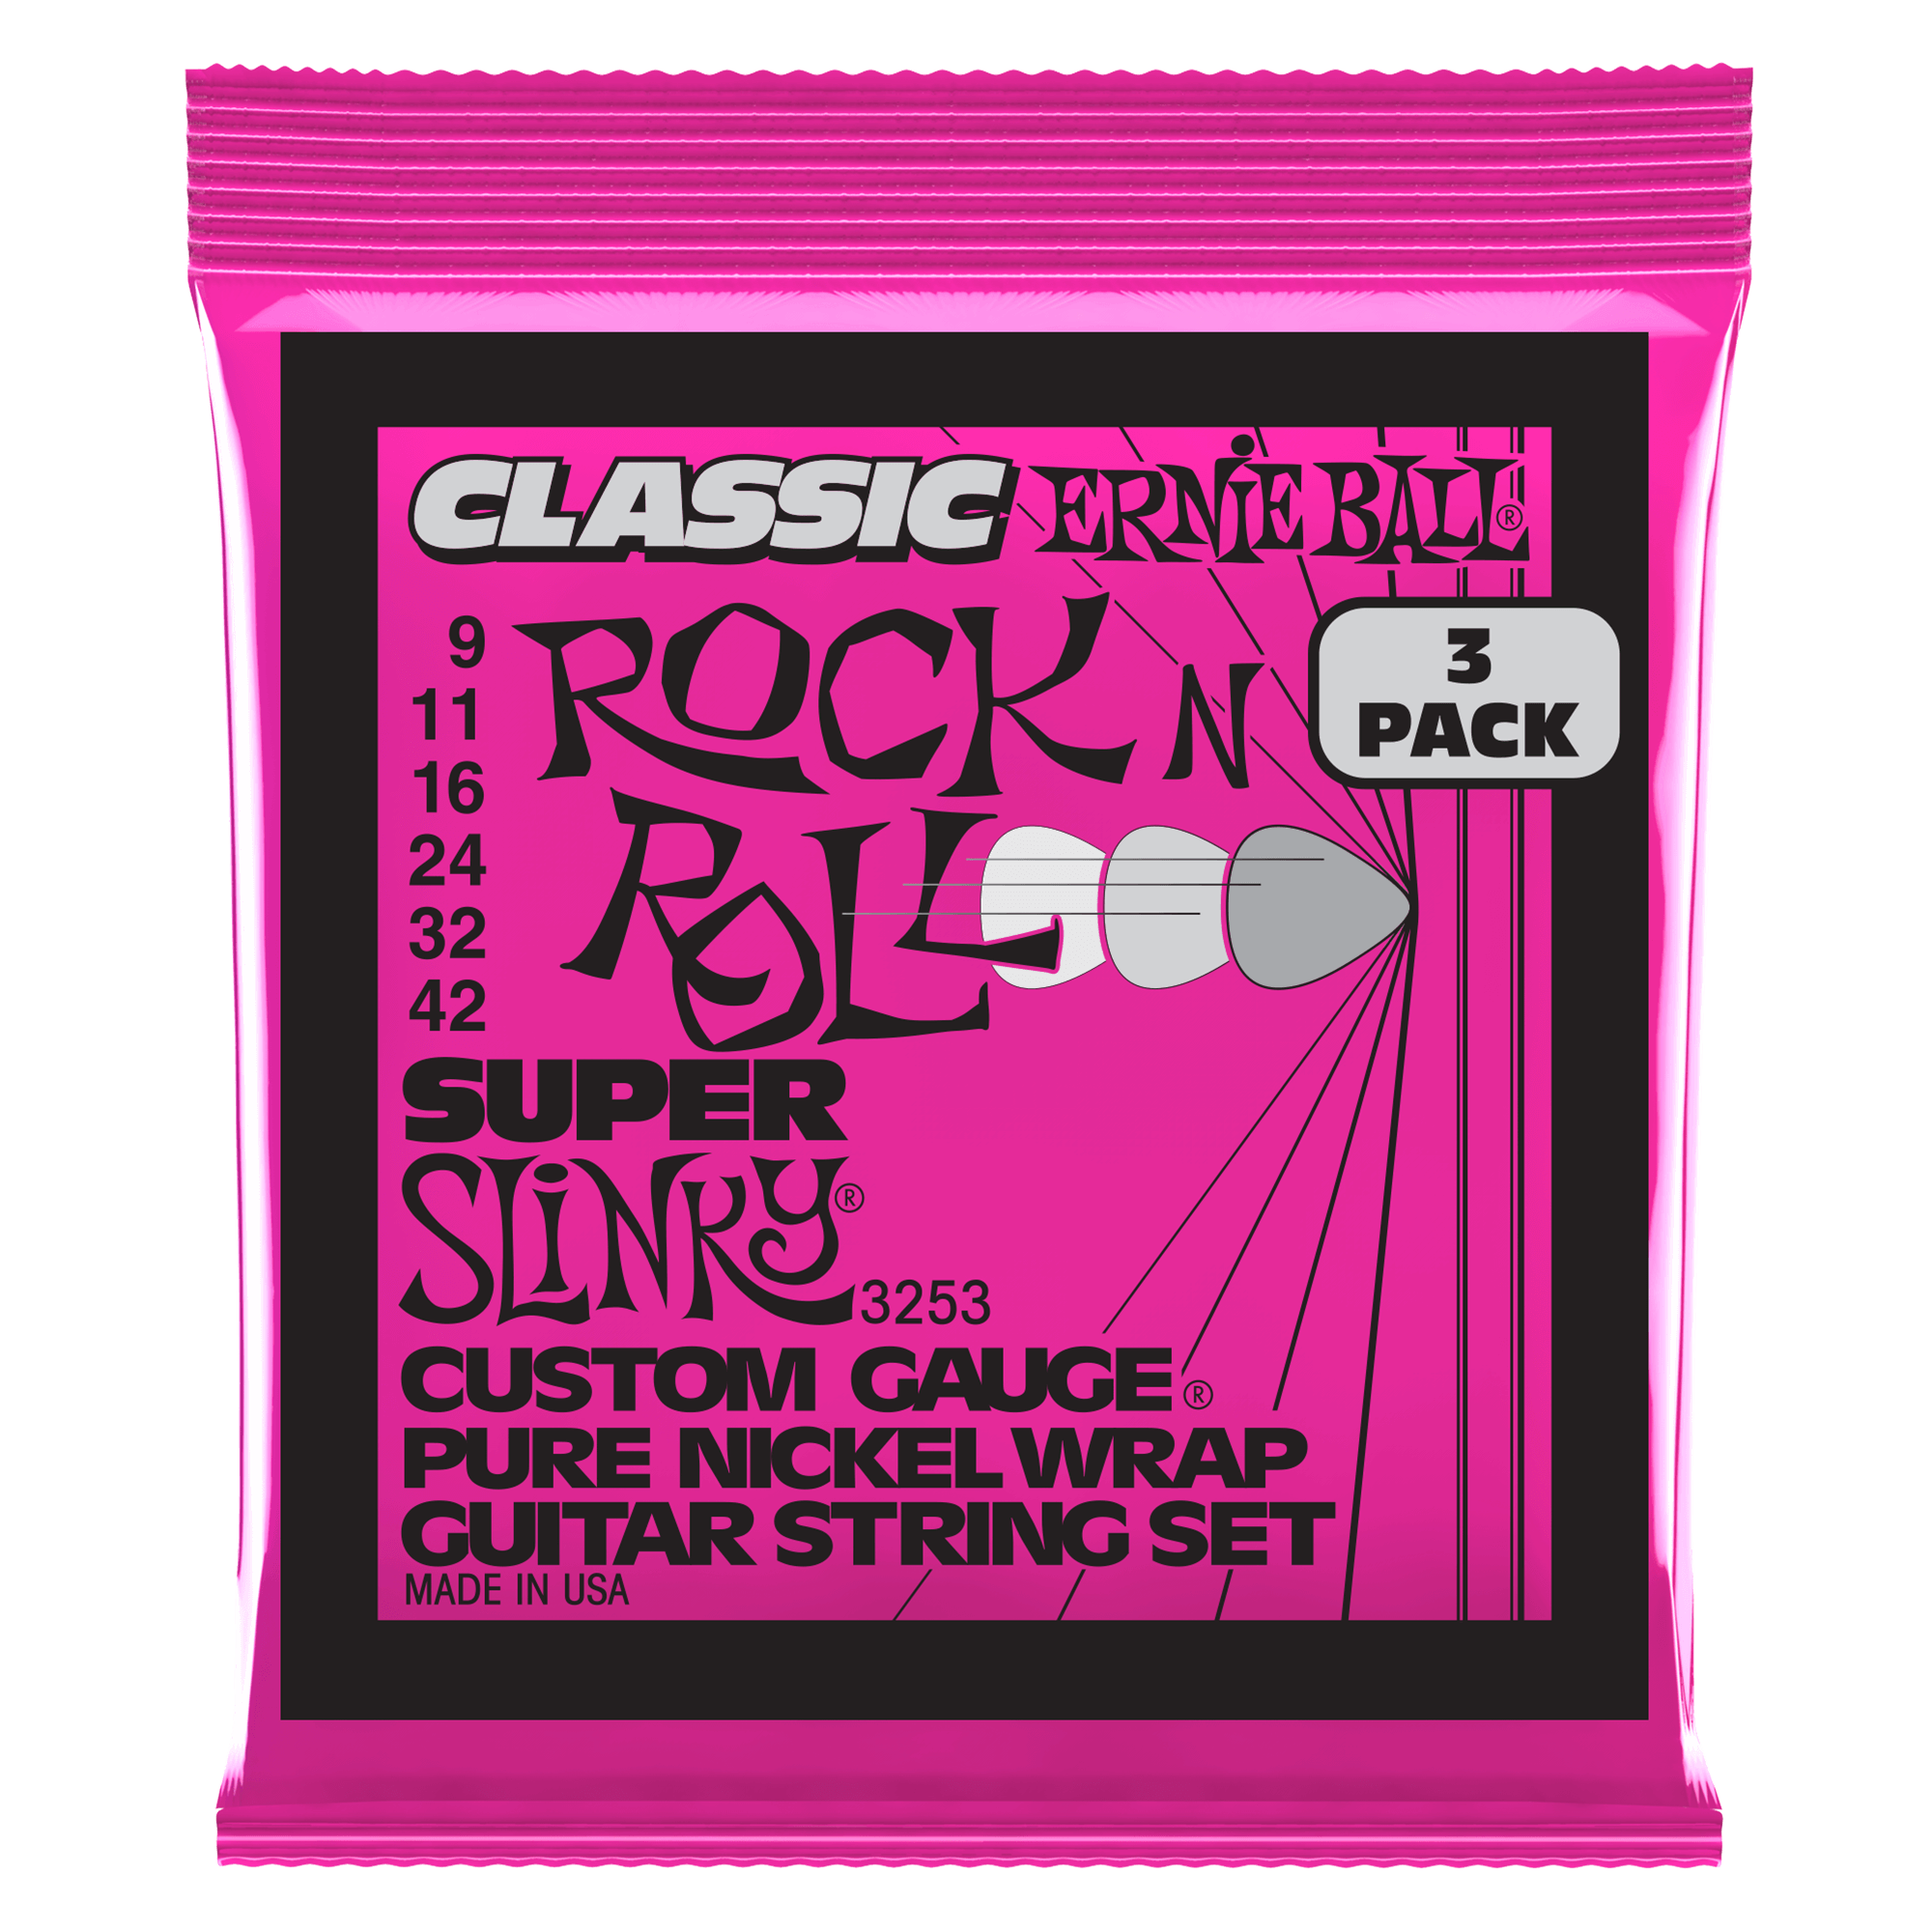 CLASSIC ERNIE BALL®
9
11
16
24
32
42
ROCK N
ROLL
3
PACK
SUPER
SLINKY® 3253
CUSTOM GAUGE®
PURE NICKEL WRAP
GUITAR STRING SET
MADE IN USA